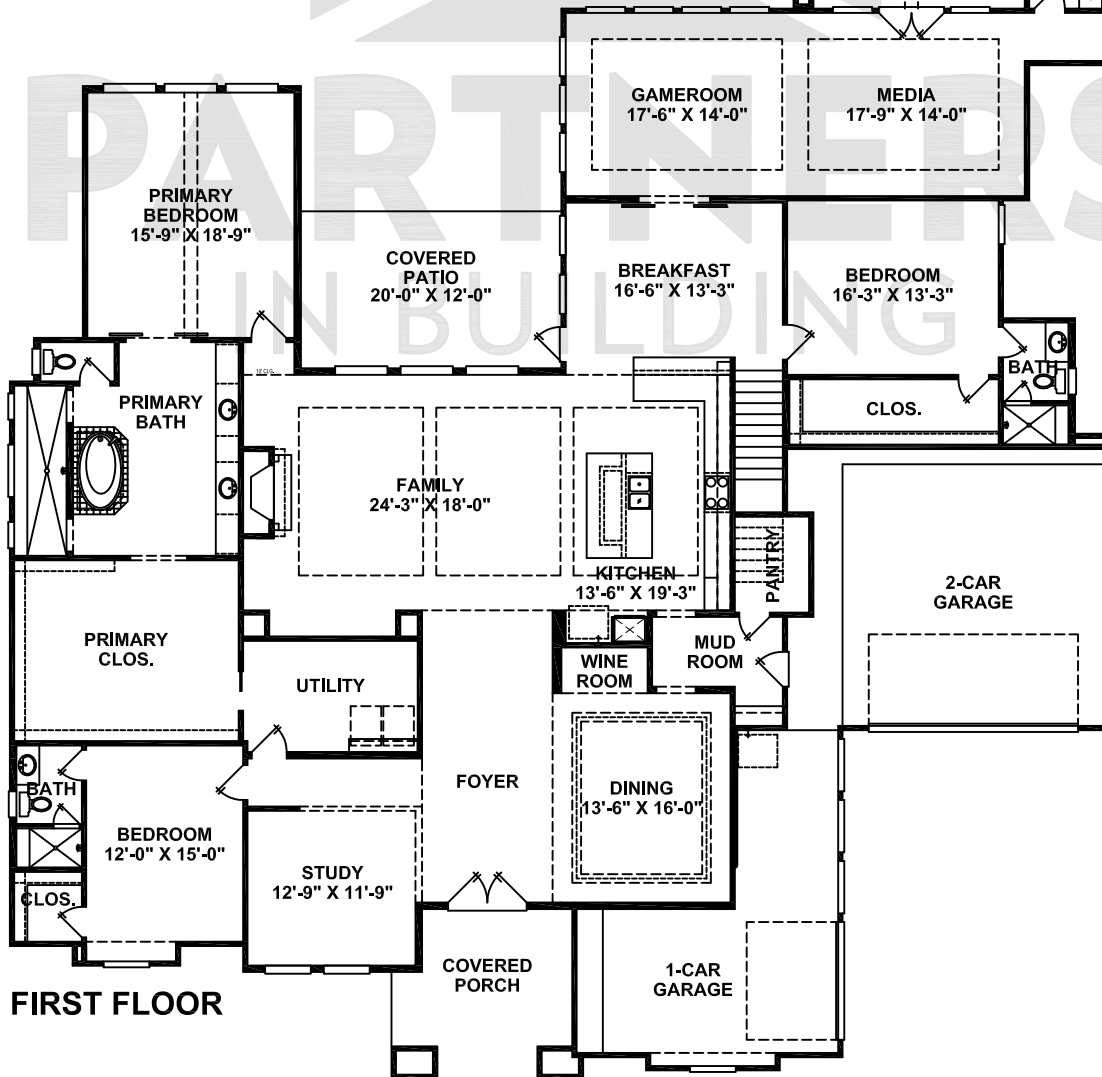 PARTNERS
IN BUILDING
GAMEROOM
17'-6" X 14'-0"
MEDIA
17'-9" X 14'-0"
PRIMARY
BEDROOM
15'-9" X 18'-9"
COVERED
PATIO
20'-0" X 12'-0"
BREAKFAST
16'-6" X 13'-3"
BEDROOM
16'-3" X 13'-3"
BATH
CLOS.
10' CLG.
PRIMARY
BATH
FAMILY
24'-3" X 18'-0"
KITCHEN
13'-6" X 19'-3"
PANTRY
2-CAR
GARAGE
PRIMARY
CLOS.
UTILITY
WINE
ROOM
MUD
ROOM
BATH
BEDROOM
12'-0" X 15'-0"
CLOS.
STUDY
12'-9" X 11'-9"
FOYER
DINING
13'-6" X 16'-0"
COVERED
PORCH
1-CAR
GARAGE
FIRST FLOOR